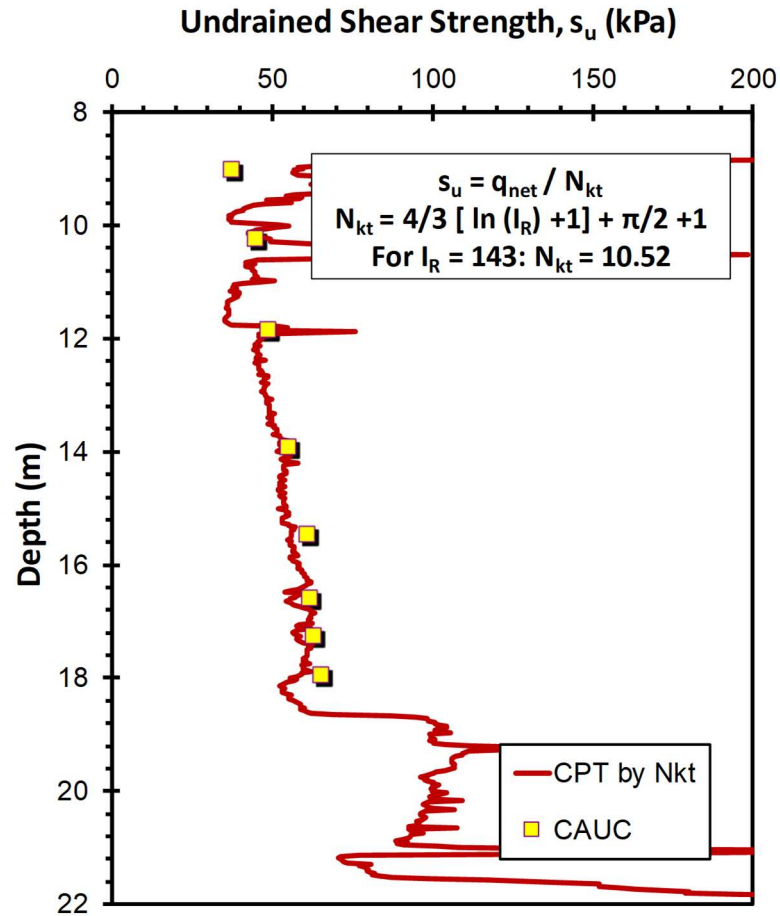 Undrained Shear Strength, su (kPa)
0 50 100 150 200
8
su = qnet / Nkt
Nkt = 4/3 [ ln (IR) +1] + π/2 +1
For IR = 143: Nkt = 10.52
10
12
14
16
18
20
22
Depth (m)
CPT by Nkt
CAUC